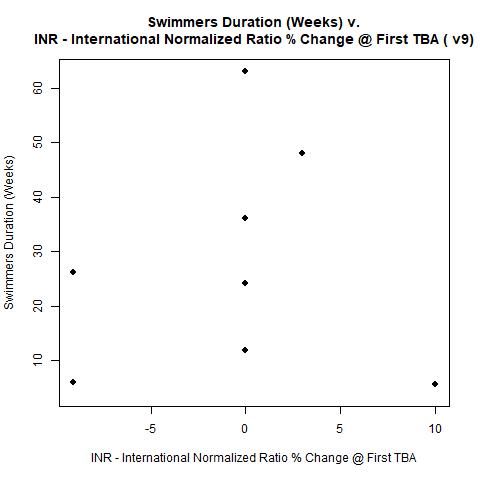 Swimmers Duration (Weeks) v.
INR - International Normalized Ratio % Change @ First TBA ( v9)
Swimmers Duration (Weeks)
60
50
40
30
20
10
-5
0
5
10
INR - International Normalized Ratio % Change @ First TBA